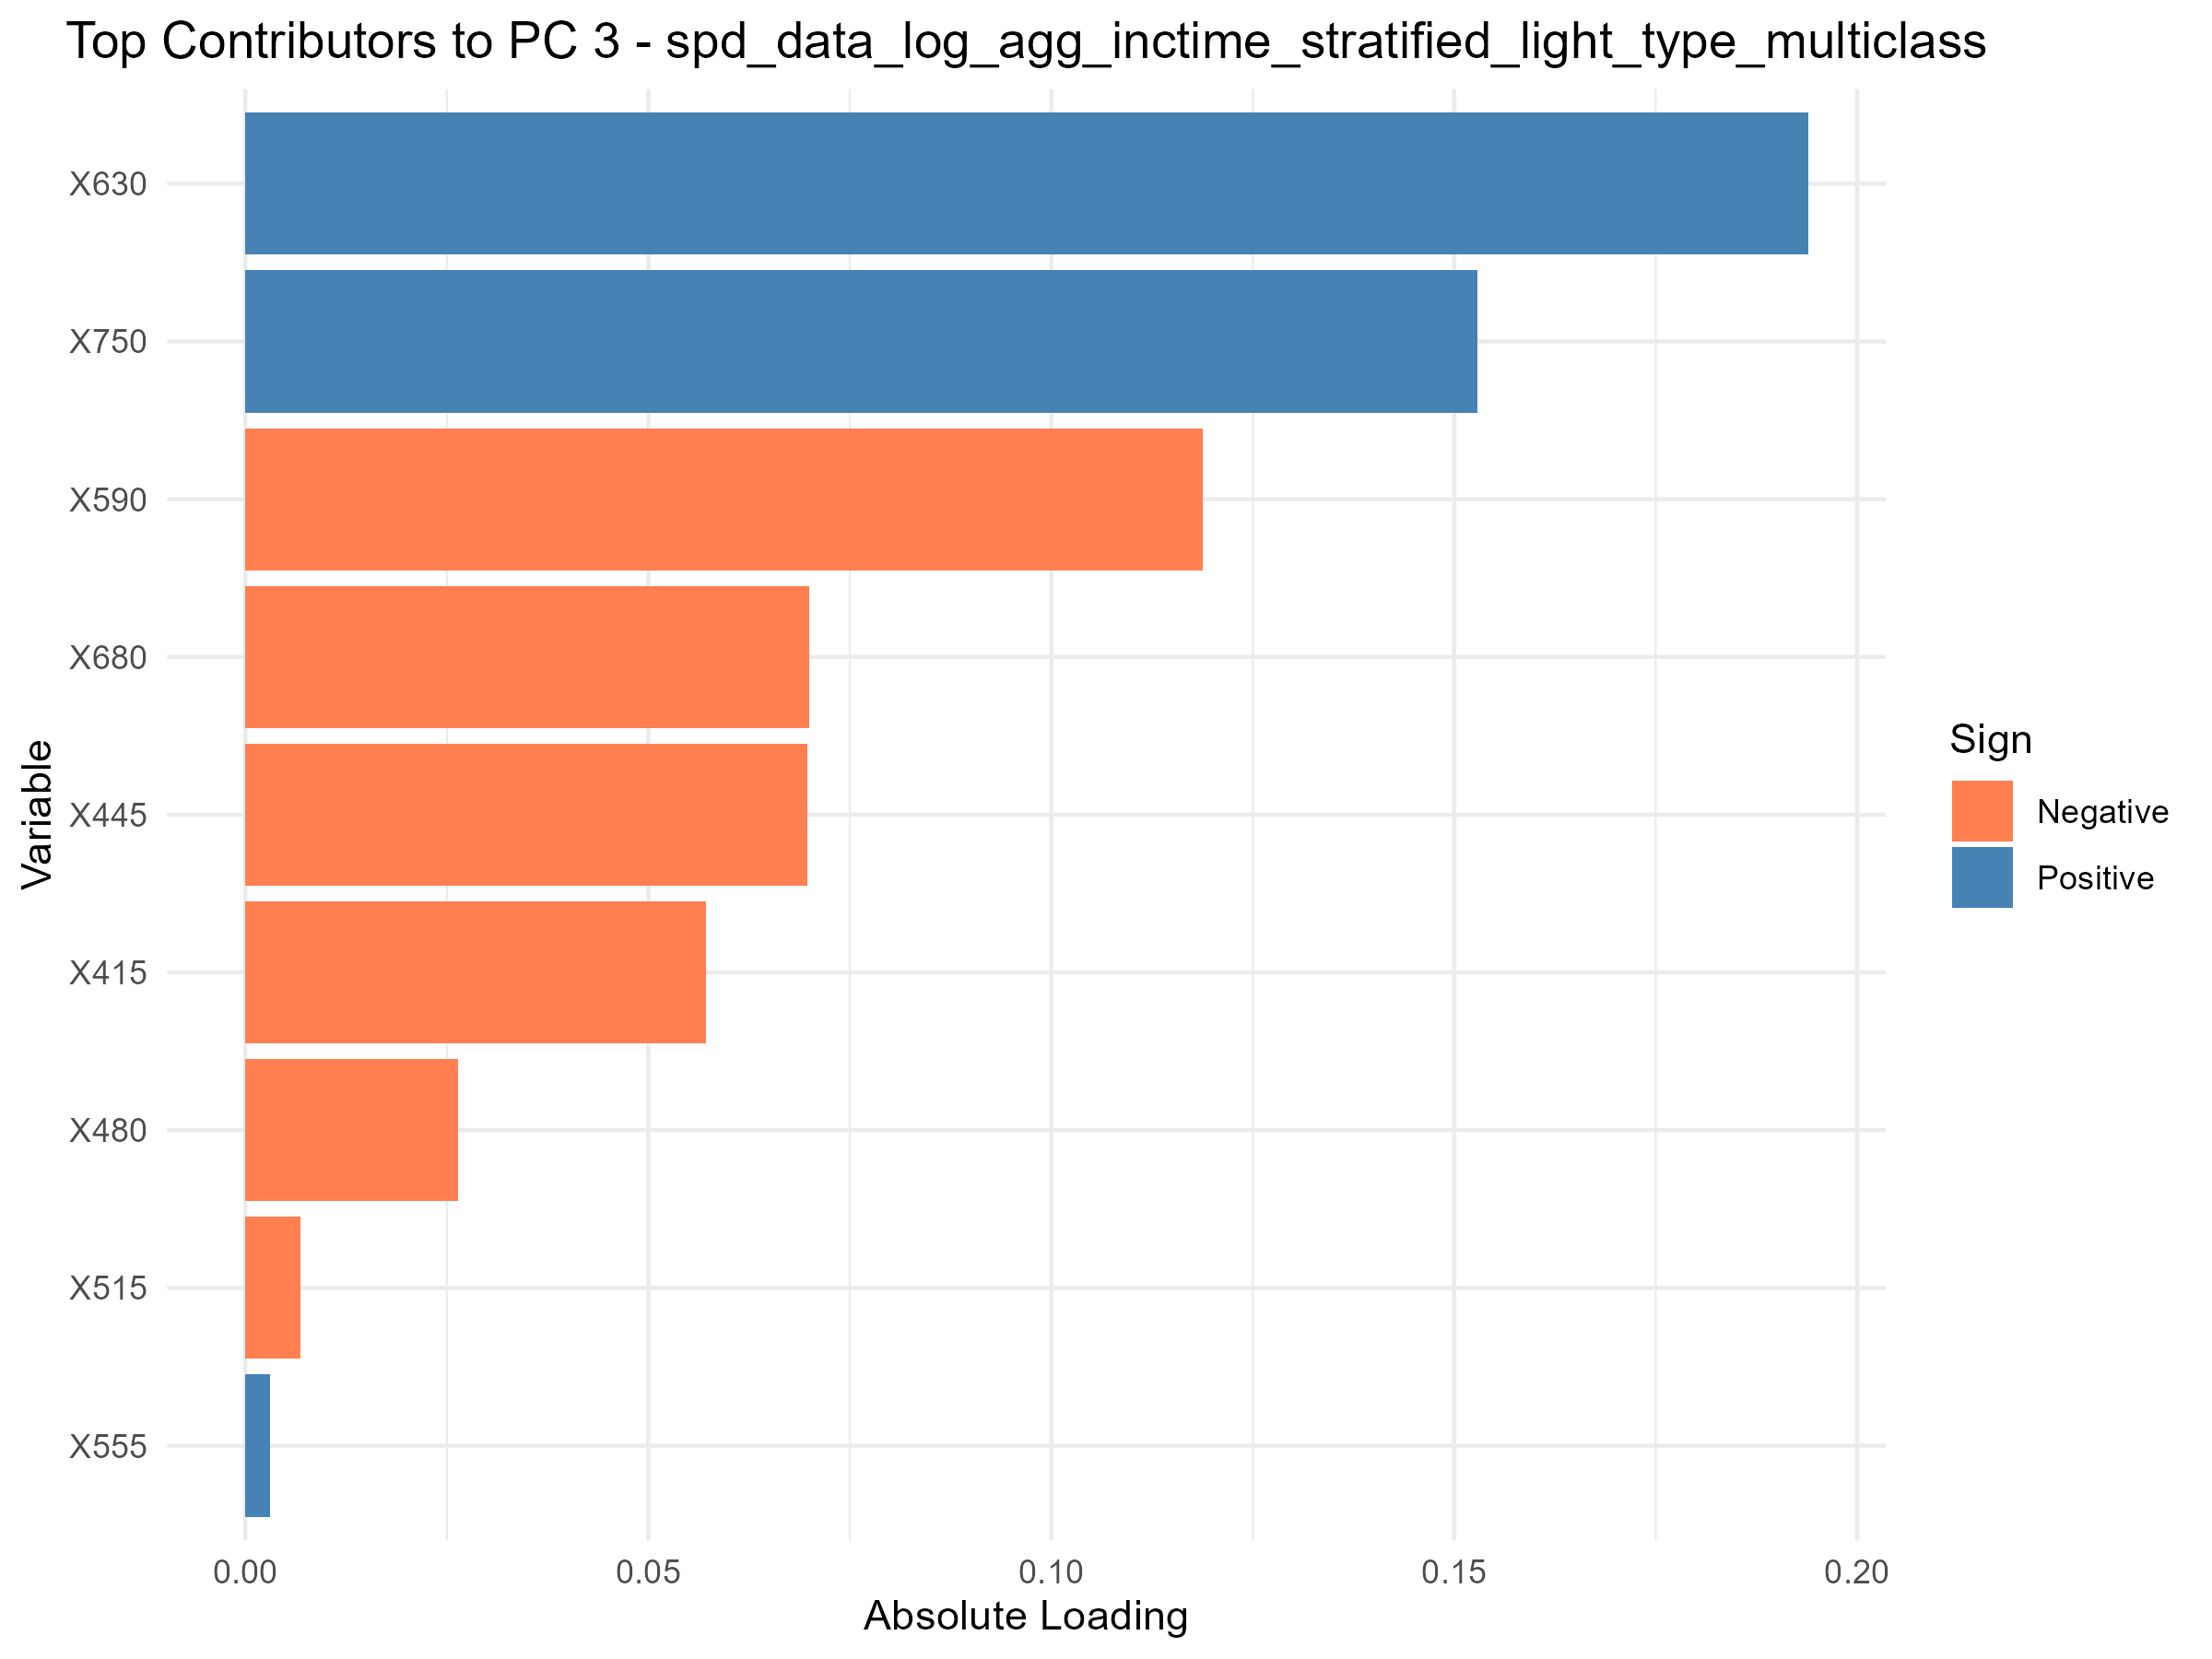 Top Contributors to PC 3 - spd_data_log_agg_inctime_stratified_light_type_multiclass
Variable
X630
X750
X590
X680
X445
X415
X480
X515
X555
0.00 0.05 0.10 0.15 0.20
Absolute Loading
Sign
Negative
Positive